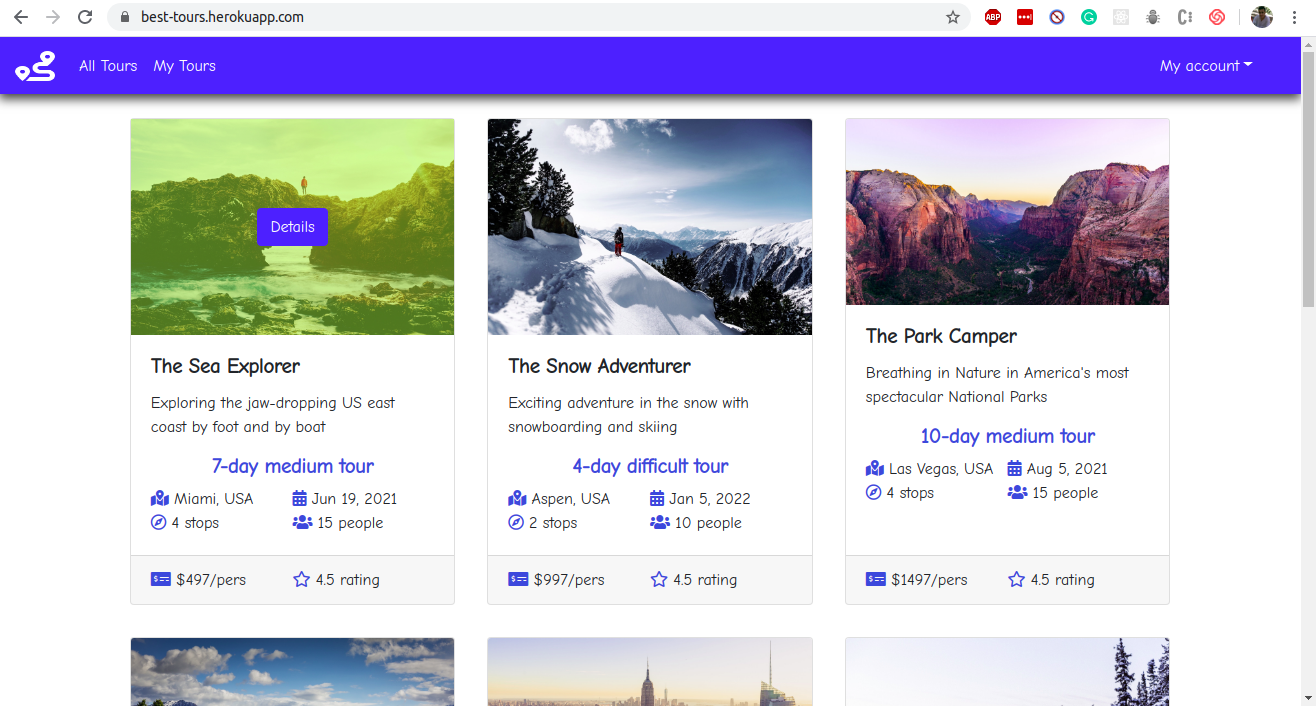 best-tours.herokuapp.com
ABP
All Tours My Tours My account
Details
The Sea Explorer
Exploring the jaw-dropping US east
coast by foot and by boat
7-day medium tour
Miami, USA Jun 19, 2021
4 stops 15 people
$497/pers 4.5 rating
The Snow Adventurer
Exciting adventure in the snow with
snowboarding and skiing
4-day difficult tour
Aspen, USA Jan 5, 2022
2 stops 10 people
$997/pers 4.5 rating
The Park Camper
Breathing in Nature in America's most
spectacular National Parks
10-day medium tour
Las Vegas, USA Aug 5, 2021
4 stops 15 people
$1497/pers 4.5 rating